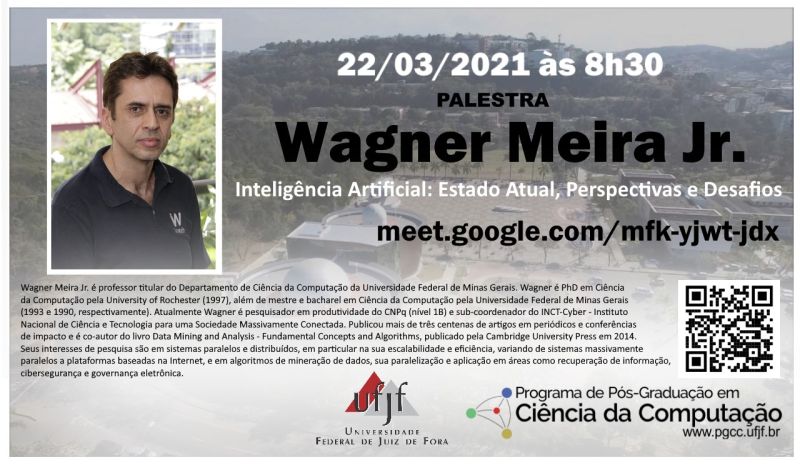 22/03/2021 às 8h30
PALESTRA
Wagner Meira Jr.
Inteligência Artificial: Estado Atual, Perspectivas e Desafios
meet.google.com/mfk-yjwt-jdx
W
Wagner Meira Jr. é professor titular do Departamento de Ciência da Computação da Universidade Federal de Minas Gerais. Wagner é PhD em Ciência
da Computação pela University of Rochester (1997), além de mestre e bacharel em Ciência da Computação pela Universidade Federal de Minas Gerais
(1993 e 1990, respectivamente). Atualmente Wagner é pesquisador em produtividade do CNPq (nível 1B) e sub-coordenador do INCT-Cyber - Instituto
Nacional de Ciência e Tecnologia para uma Sociedade Massivamente Conectada. Publicou mais de três centenas de artigos em periódicos e conferências
de impacto e é co-autor do livro Data Mining and Analysis - Fundamental Concepts and Algorithms, publicado pela Cambridge University Press em 2014.
Seus interesses de pesquisa são em sistemas paralelos e distribuídos, em particular na sua escalabilidade e eficiência, variando de sistemas massivamente
paralelos a plataformas baseadas na Internet, e em algoritmos de mineração de dados, sua paralelização e aplicação em áreas como recuperação de informação,
cibersegurança e governança eletrônica.
ufjf
UNIVERSIDADE
FEDERAL DE JUIZ DE FORA
Programa de Pós-Graduação em
Ciência da Computação
www.pgcc.ufjf.br